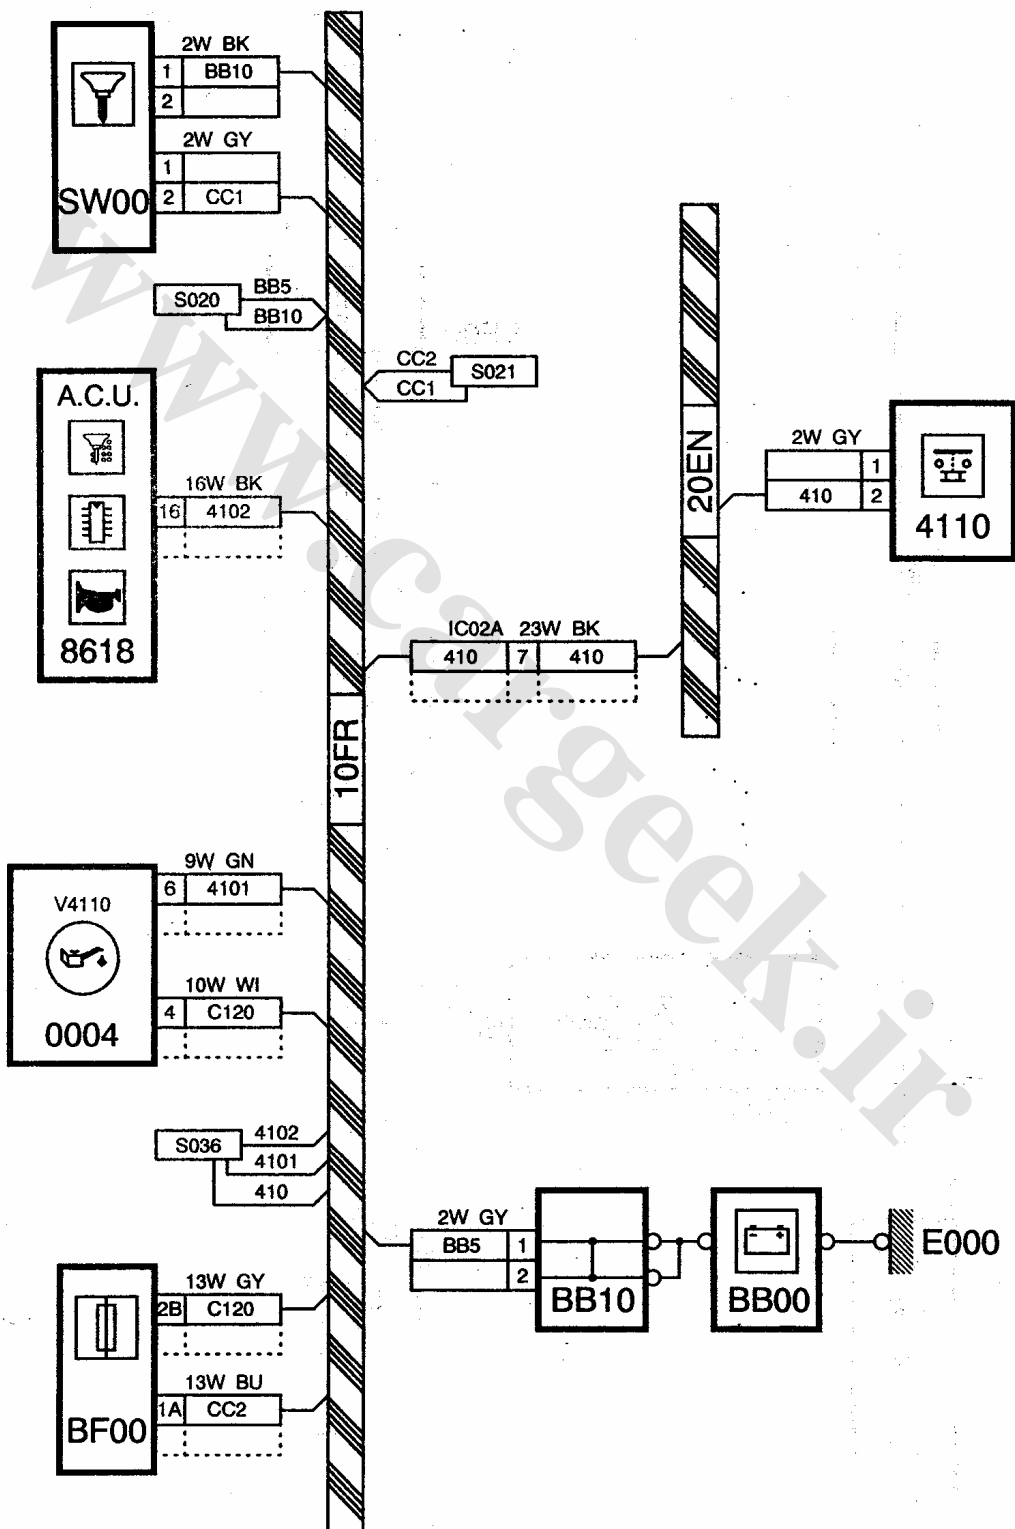 2W BK
1 BB10
2
2W GY
1
2 CC1
SW00
S020 BB5
BB10
CC2 S021
CC1
A.C.U.
16W BK
16 4102
8618
20EN
2W GY
1
410 2
4110
IC02A 23W BK
410 7 410
10FR
9W GN
6 4101
V4110
10W WI
4 C120
0004
S036 4102
4101
410
2W GY
BB5 1
2
BB10
BB00
E000
13W GY
2B C120
13W BU
1A CC2
BF00
www.cargeek.ir